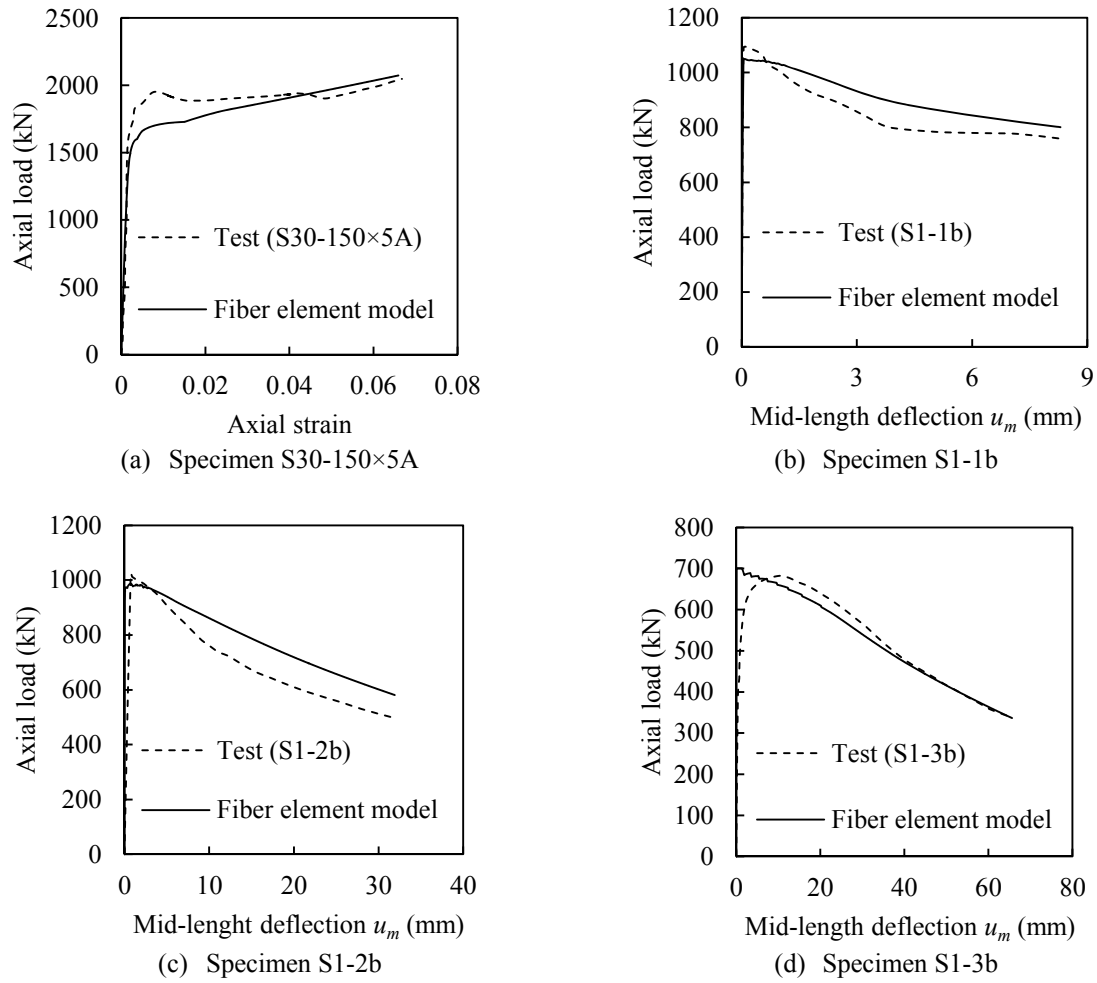 2500
2000
1500
1000
500
0
Axial load (kN)
Test (S30-150×5A)
Fiber element model
0 0.02 0.04 0.06 0.08
Axial strain
(a) Specimen S30-150×5A
1200
1000
800
600
400
200
0
Axial load (kN)
Test (S1-1b)
Fiber element model
0 3 6 9
Mid-length deflection um (mm)
(b) Specimen S1-1b
1200
1000
800
600
400
200
0
Axial load (kN)
Test (S1-2b)
Fiber element model
0 10 20 30 40
Mid-lenght deflection um (mm)
(c) Specimen S1-2b
800
700
600
500
400
300
200
100
0
Axial load (kN)
Test (S1-3b)
Fiber element model
0 20 40 60 80
Mid-length deflection um (mm)
(d) Specimen S1-3b